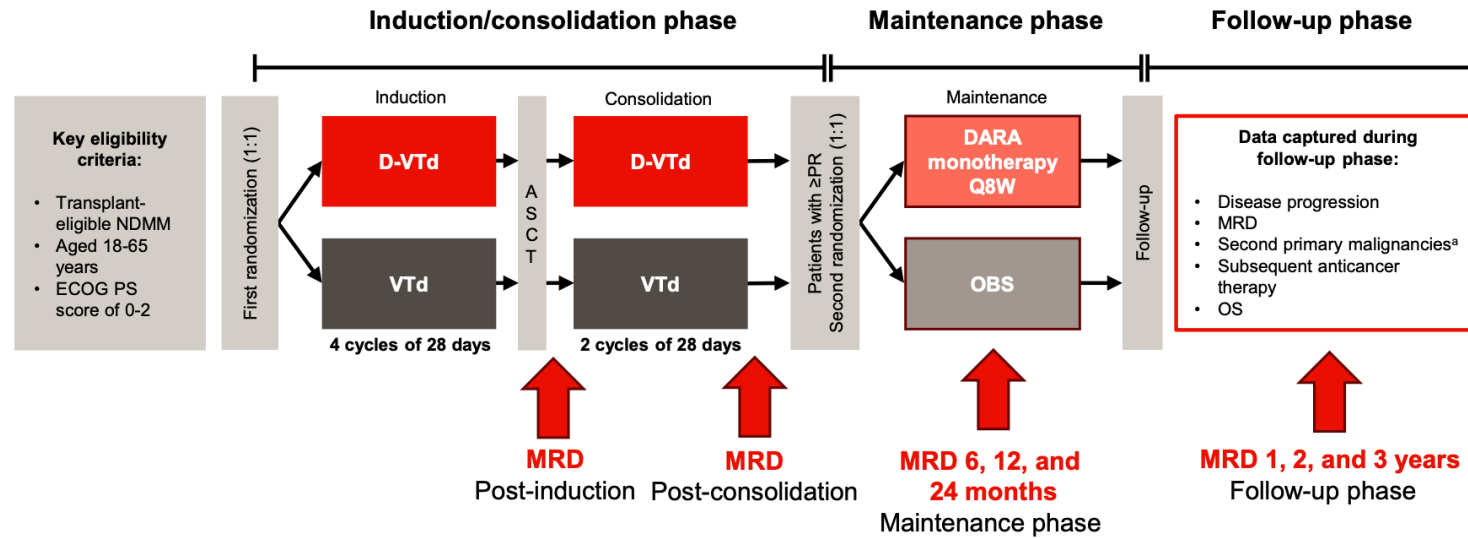 Induction/consolidation phase
Maintenance phase
Follow-up phase
Key eligibility
criteria:
• Transplant-
eligible NDMM
• Aged 18-65
years
• ECOG PS
score of 0-2
First randomization (1:1)
Induction
D-VTd
VTd
4 cycles of 28 days
ASCT
Consolidation
D-VTd
VTd
2 cycles of 28 days
Patients with ≥PR
Second randomization (1:1)
Maintenance
DARA
monotherapy
Q8W
OBS
Follow-up
Data captured during
follow-up phase:
• Disease progression
• MRD
• Second primary malignanciesᵃ
• Subsequent anticancer
therapy
• OS
MRD
Post-induction
MRD
Post-consolidation
MRD 6, 12, and
24 months
Maintenance phase
MRD 1, 2, and 3 years
Follow-up phase